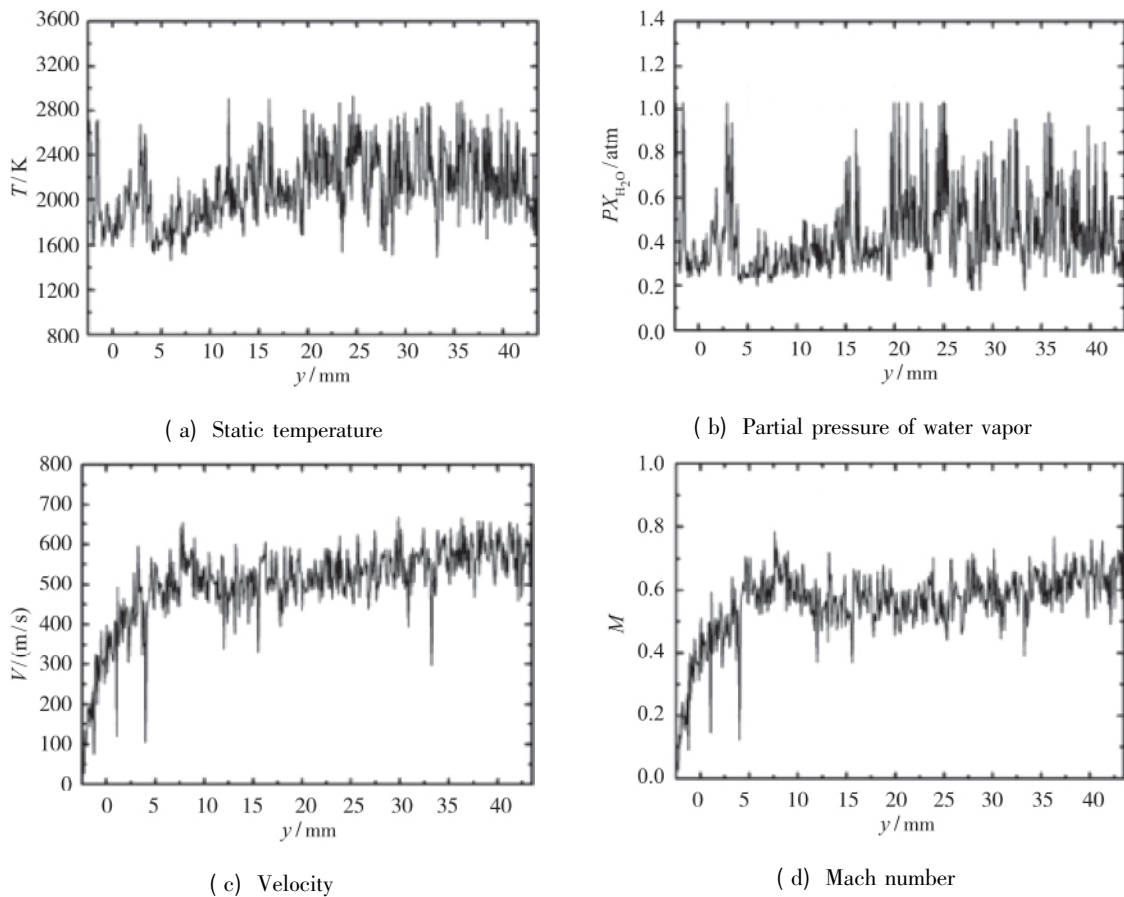 3600
3200
2800
2400
2000
1600
1200
800
T/K
0 5 10 15 20 25 30 35 40
y/mm
( a) Static temperature
1.4
1.2
1.0
0.8
0.6
0.4
0.2
0.0
PX_{H_2O}/atm
0 5 10 15 20 25 30 35 40
y/mm
( b) Partial pressure of water vapor
800
700
600
500
400
300
200
100
0
V/(m/s)
0 5 10 15 20 25 30 35 40
y/mm
( c) Velocity
1.0
0.8
0.6
0.4
0.2
0.0
M
0 5 10 15 20 25 30 35 40
y/mm
( d) Mach number